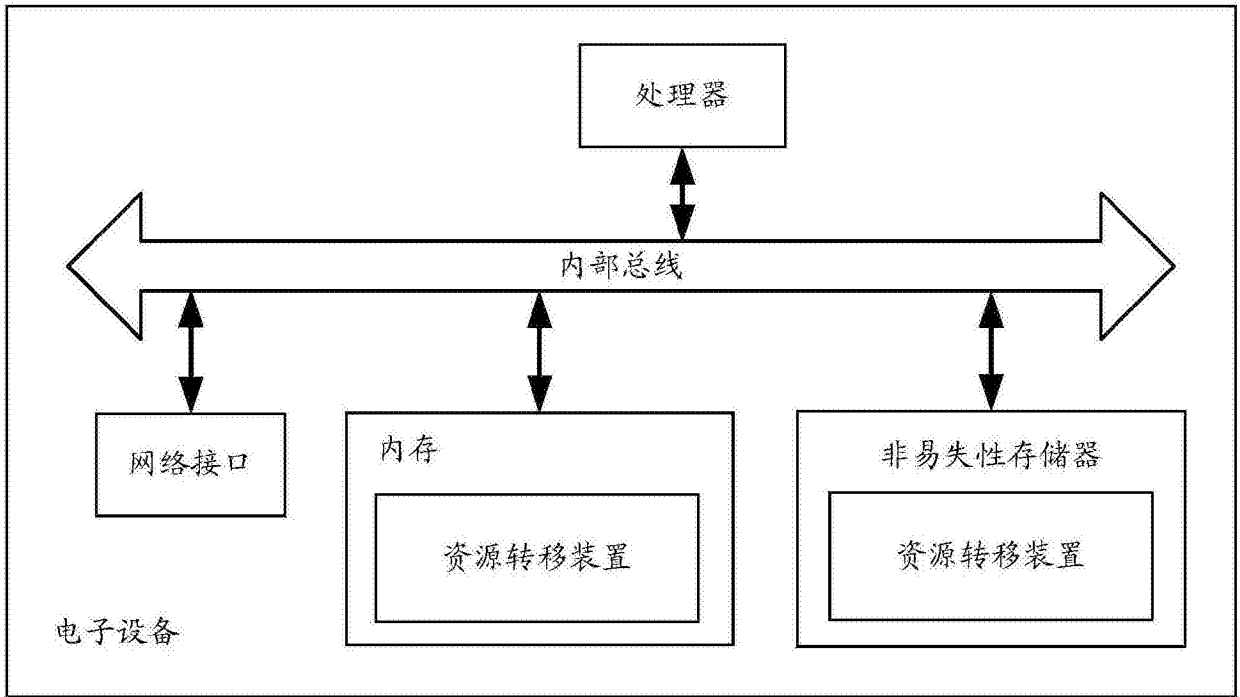 处理器
内部总线
网络接口
内存
资源转移装置
非易失性存储器
资源转移装置
电子设备